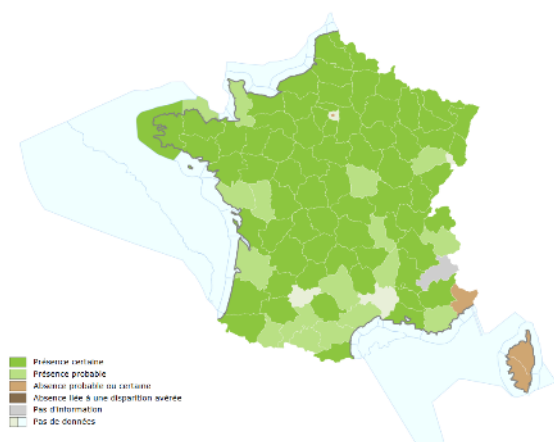 Présence certaine
Présence probable
Absence probable ou certaine
Absence liée à une disparition avérée
Pas d'information
Pas de données